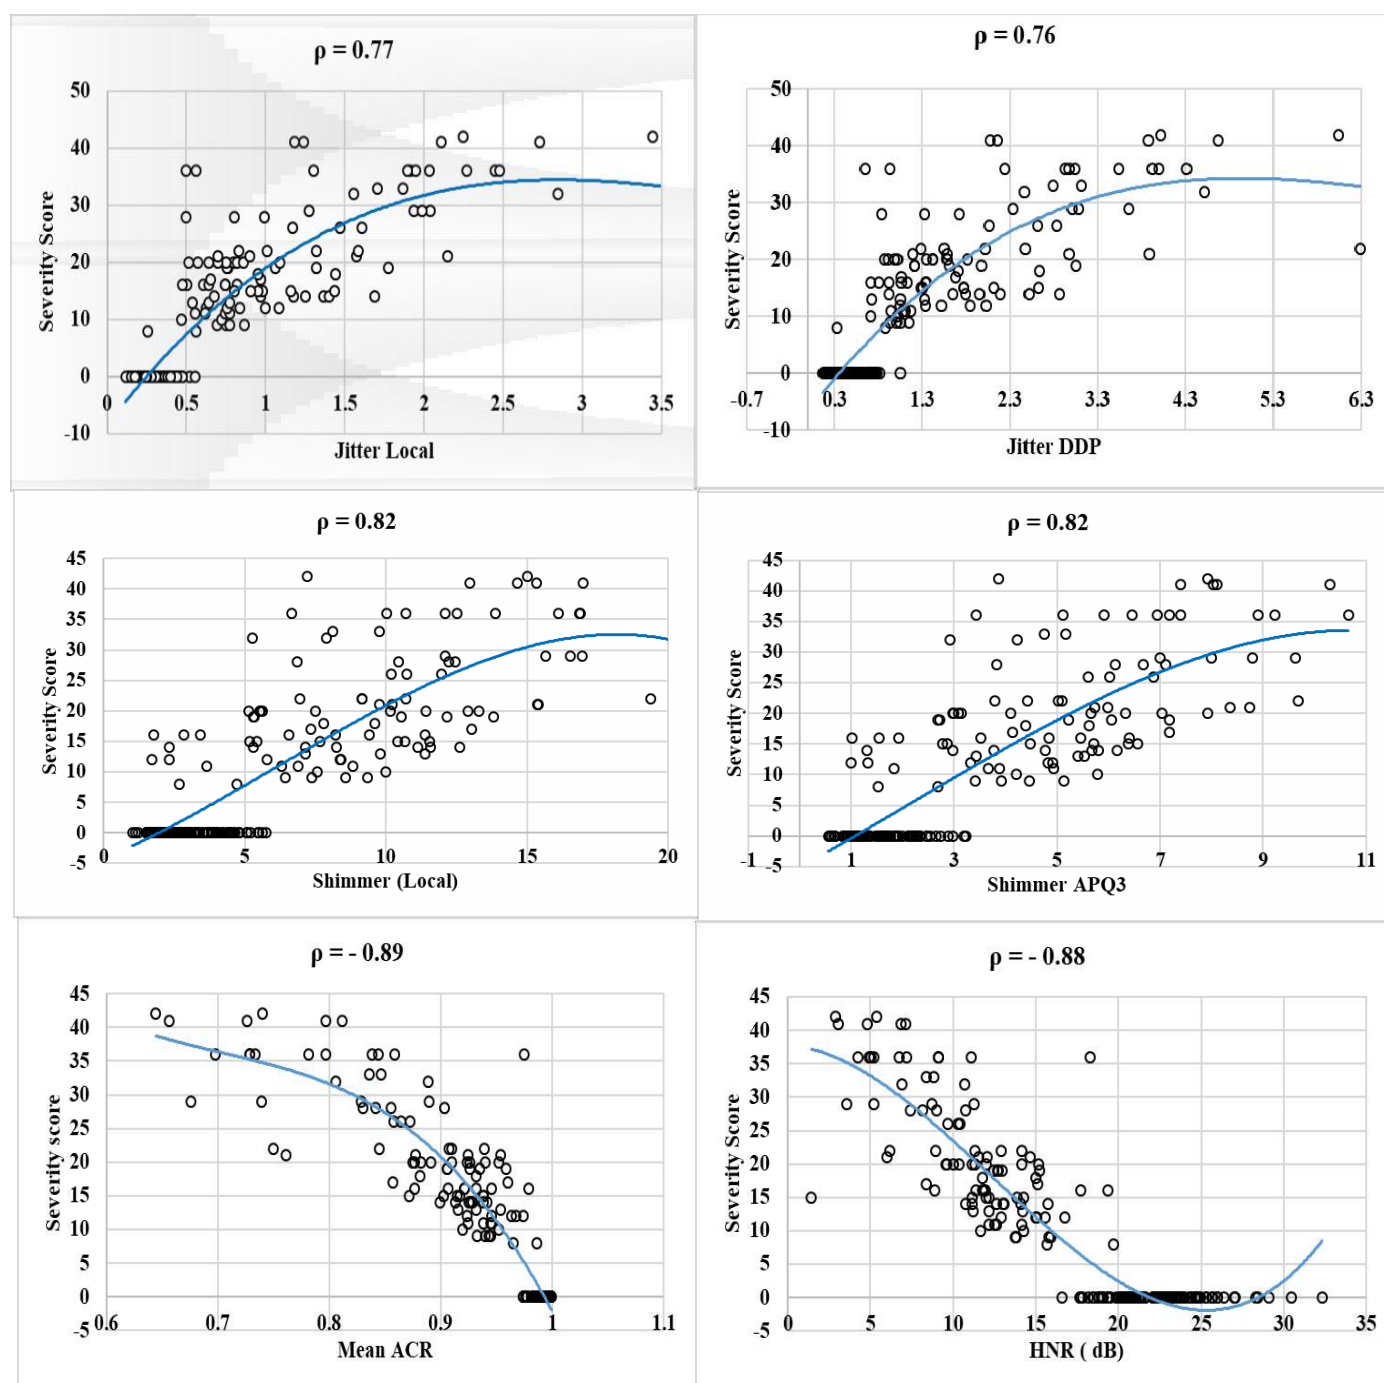 ρ = 0.77
50
40
30
20
10
0
-10
0 0.5 1 1.5 2 2.5 3 3.5
Severity Score
Jitter Local
ρ = 0.76
50
40
30
20
10
0
-10
-0.7 0.3 1.3 2.3 3.3 4.3 5.3 6.3
Severity Score
Jitter DDP
ρ = 0.82
45
40
35
30
25
20
15
10
5
0
-5
0 5 10 15 20
Severity Score
Shimmer (Local)
ρ = 0.82
45
40
35
30
25
20
15
10
5
0
-5
-1 1 3 5 7 9 11
Severity Score
Shimmer APQ3
ρ = - 0.89
45
40
35
30
25
20
15
10
5
0
-5
0.6 0.7 0.8 0.9 1 1.1
Severity score
Mean ACR
ρ = - 0.88
45
40
35
30
25
20
15
10
5
0
-5
0 5 10 15 20 25 30 35
Severity Score
HNR ( dB)